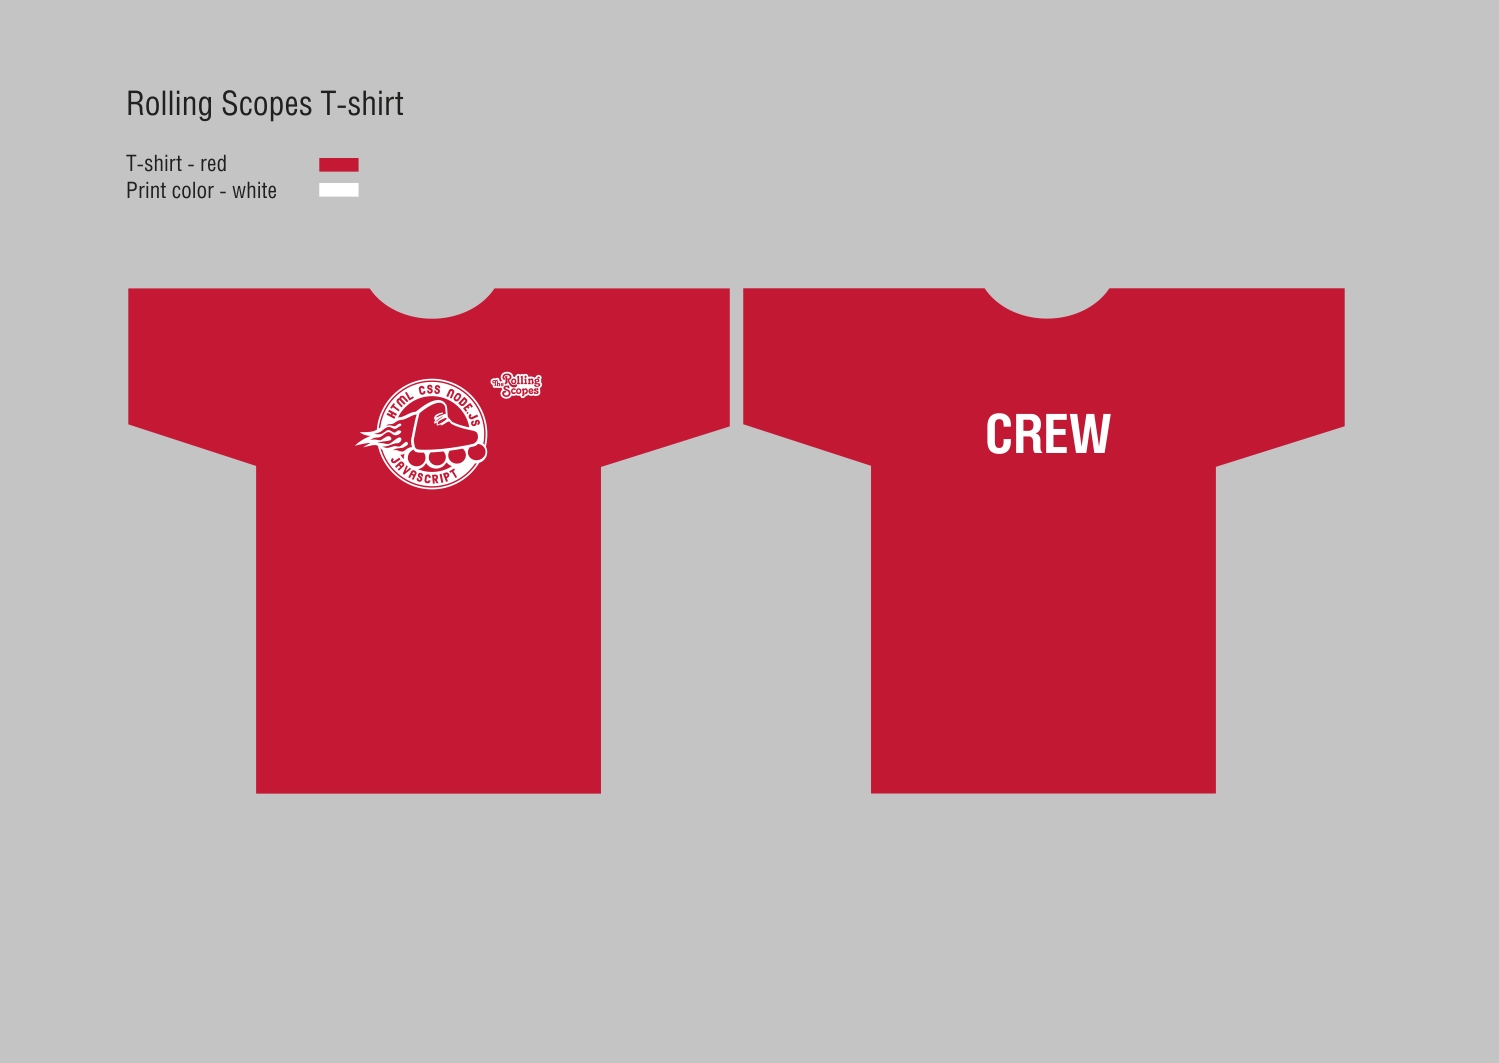 Rolling Scopes T-shirt
T-shirt - red
Print color - white
The Rolling
Scopes
HTML CSS NODE.JS
JAVASCRIPT
CREW